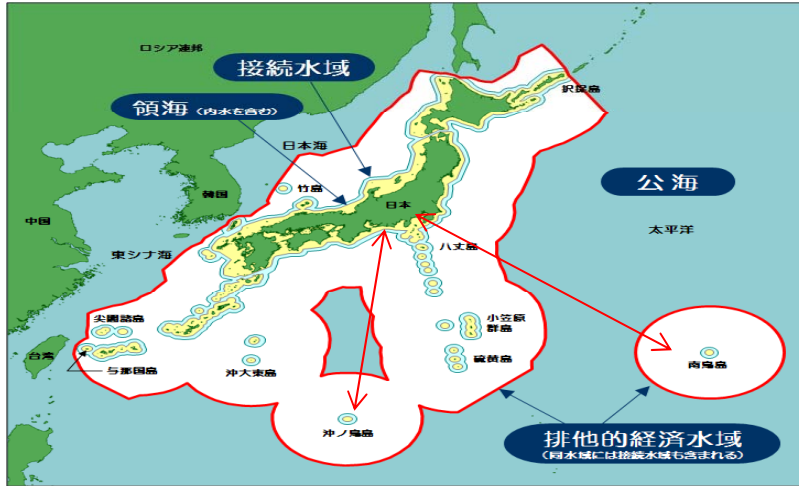 ロシア連邦
接続水域
択捉島
領海（内水を含む）
日本海
竹島
公海
韓国
日本
中国
太平洋
東シナ海
八丈島
尖閣諸島
小笠原
群島
台湾
硫黄島
南鳥島
与那国島
沖大東島
沖ノ鳥島
排他的経済水域
（同水域には接続水域も含まれる）